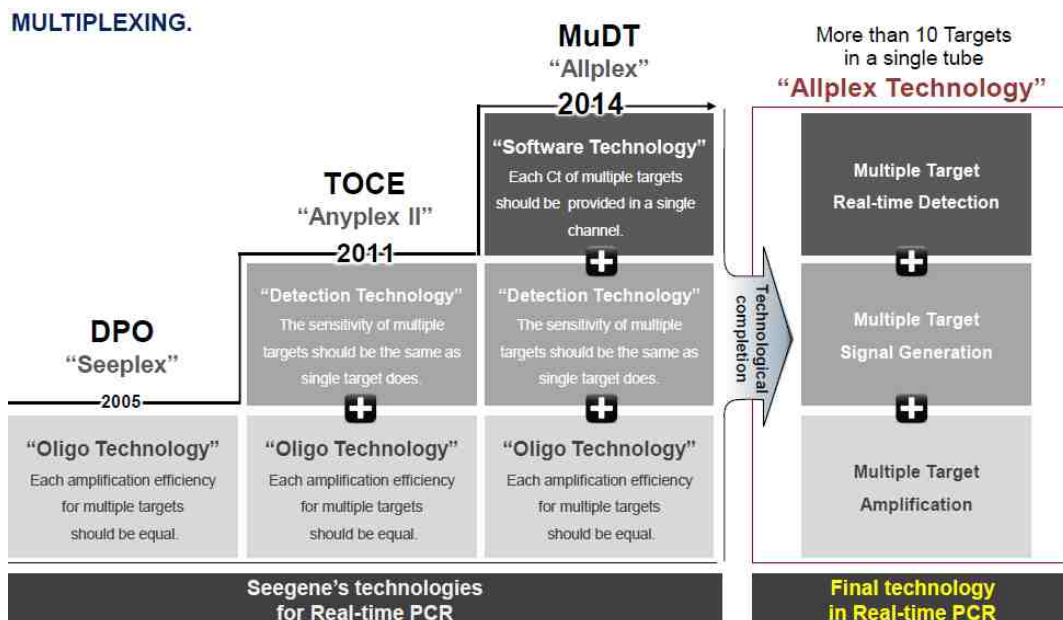 MULTIPLEXING.
DPO
“Seeplex”
2005
“Oligo Technology”
Each amplification efficiency
for multiple targets
should be equal.
TOCE
“Anyplex II”
2011
“Detection Technology”
The sensitivity of multiple
targets should be the same as
single target does.
“Oligo Technology”
Each amplification efficiency
for multiple targets
should be equal.
MuDT
“Allplex”
2014
“Software Technology”
Each Ct of multiple targets
should be provided in a single
channel.
“Detection Technology”
The sensitivity of multiple
targets should be the same as
single target does.
“Oligo Technology”
Each amplification efficiency
for multiple targets
should be equal.
Technological
completion
More than 10 Targets
in a single tube
“Allplex Technology”
Multiple Target
Real-time Detection
Multiple Target
Signal Generation
Multiple Target
Amplification
Seegene’s technologies
for Real-time PCR
Final technology
in Real-time PCR